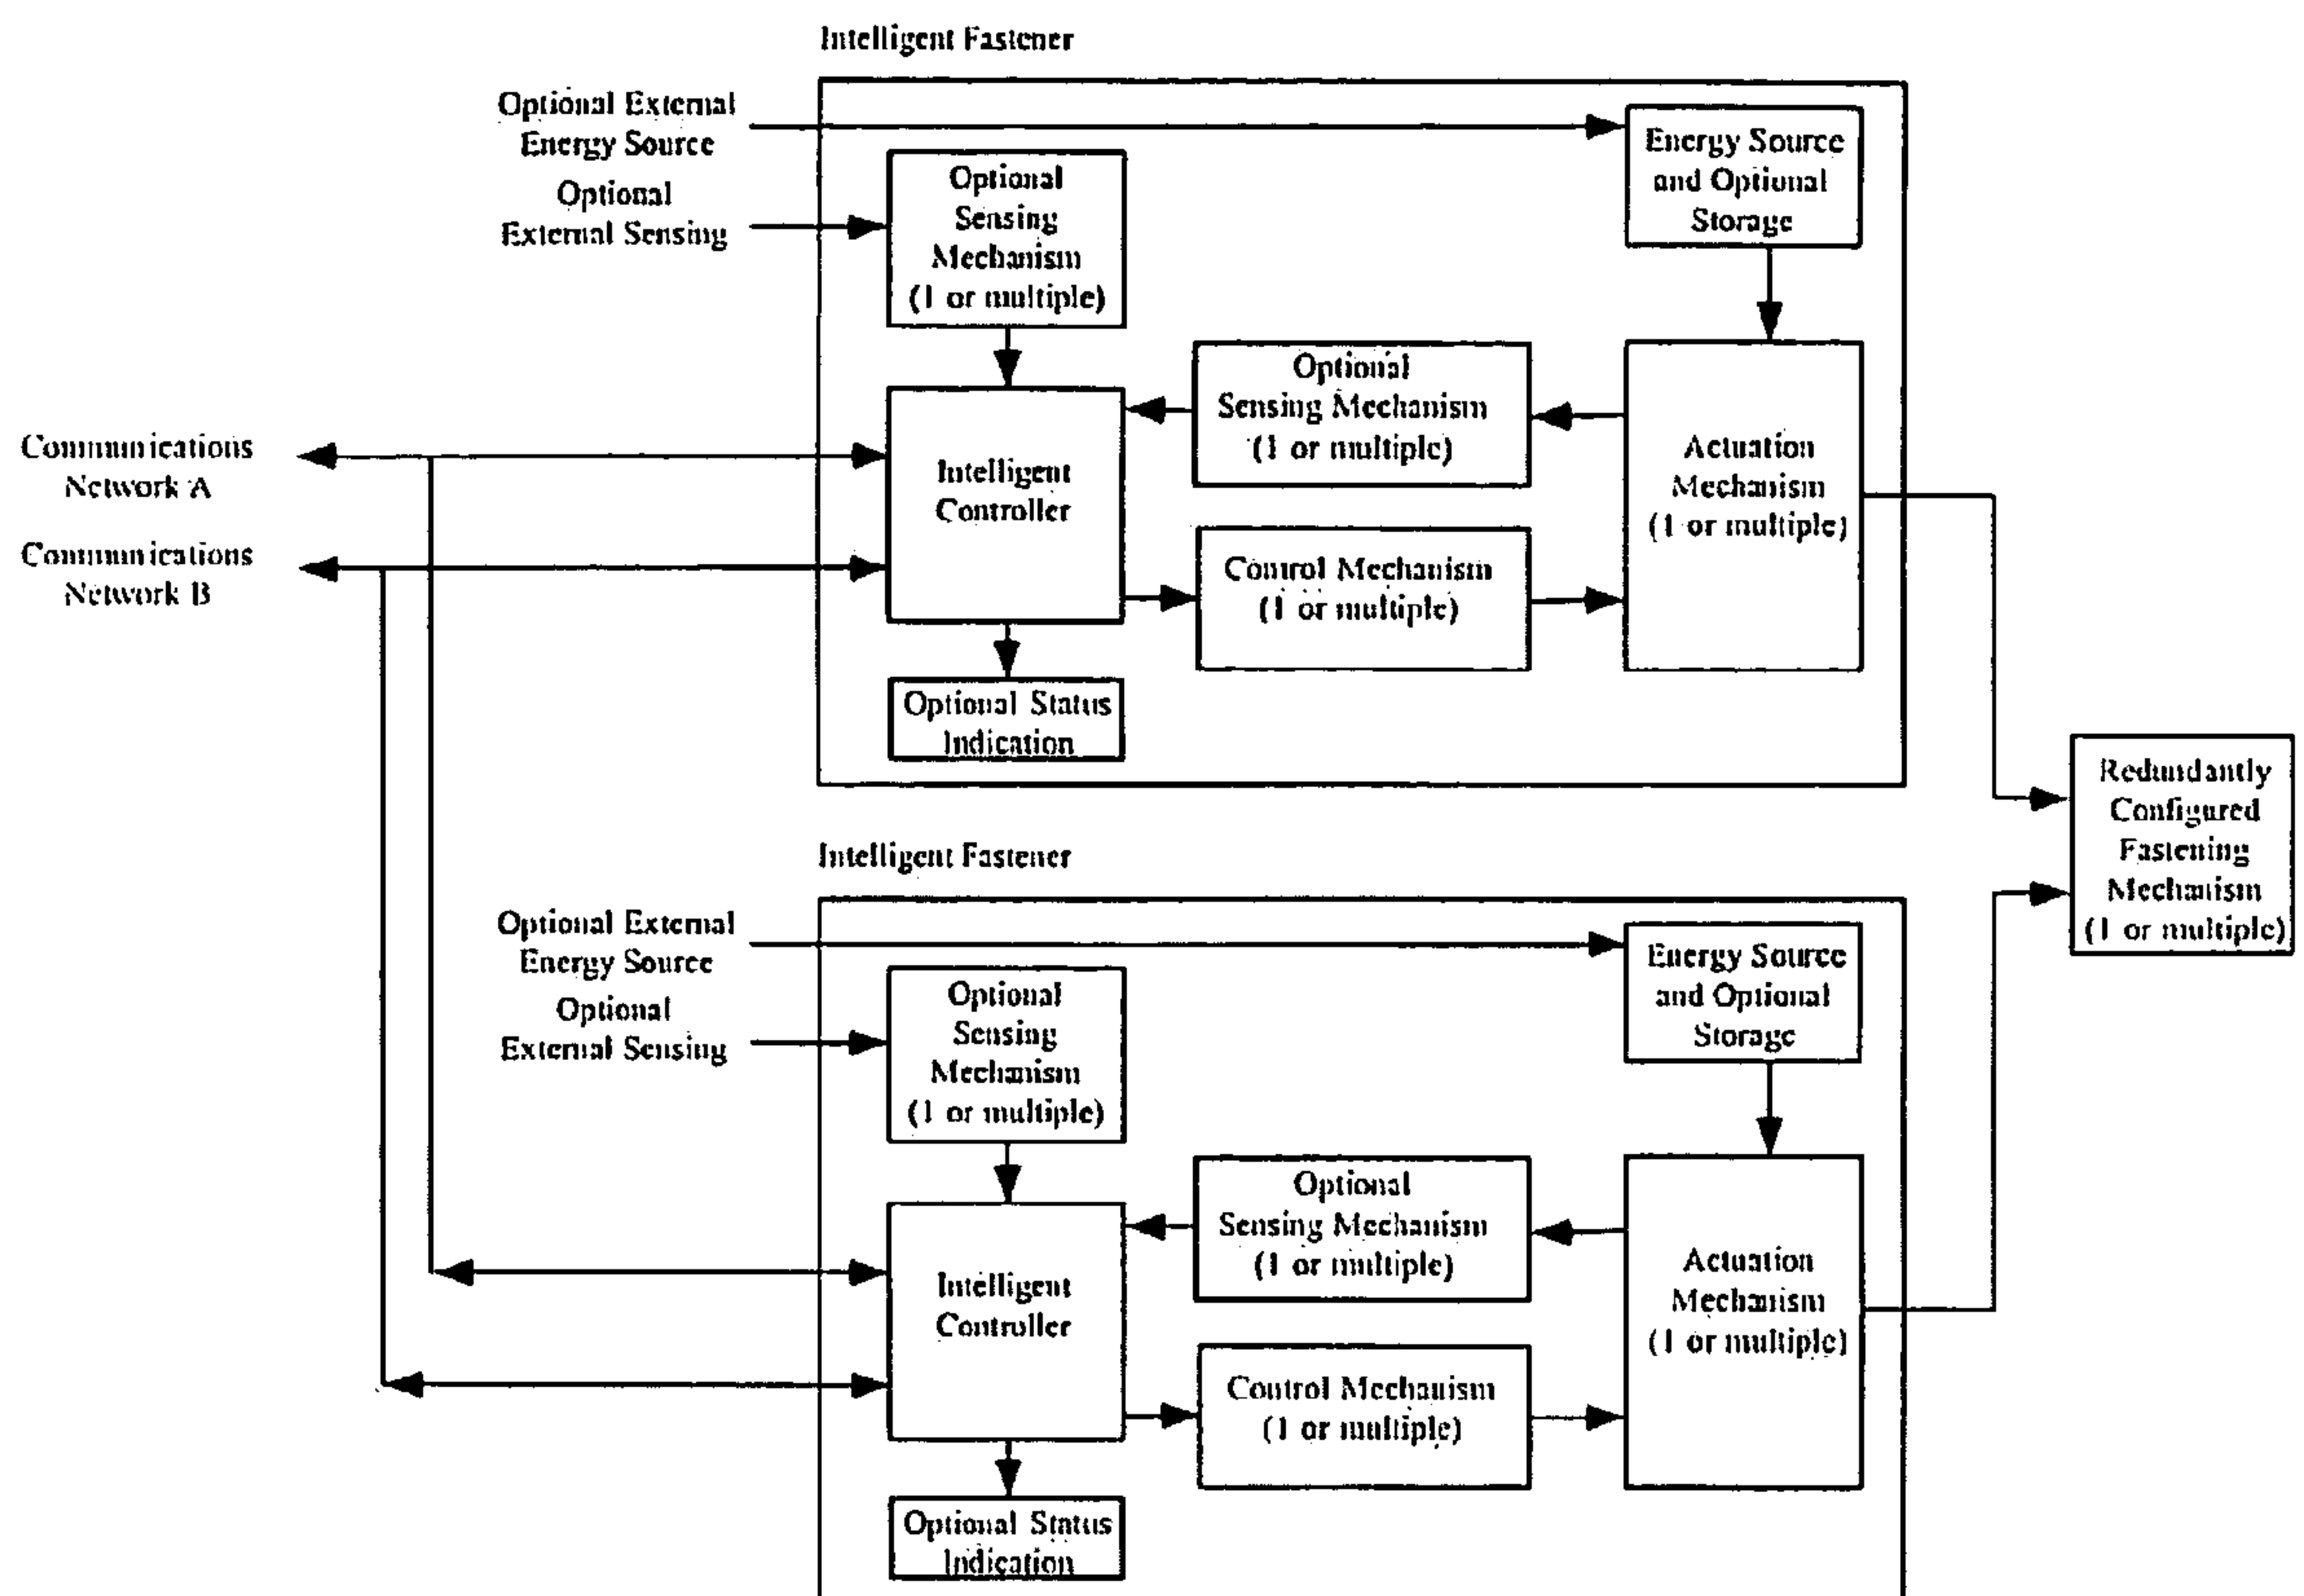 Intelligent Fastener
Optional External
Energy Source
Optional
External Sensing
Optional
Sensing
Mechanism
(1 or multiple)
Energy Source
and Optional
Storage
Optional
Sensing Mechanism
(1 or multiple)
Actuation
Mechanism
(1 or multiple)
Communications
Network A
Communications
Network B
Intelligent
Controller
Control Mechanism
(1 or multiple)
Optional Status
Indication
Redundantly
Configured
Fastening
Mechanism
(1 or multiple)
Intelligent Fastener
Optional External
Energy Source
Optional
External Sensing
Optional
Sensing
Mechanism
(1 or multiple)
Energy Source
and Optional
Storage
Optional
Sensing Mechanism
(1 or multiple)
Actuation
Mechanism
(1 or multiple)
Intelligent
Controller
Control Mechanism
(1 or multiple)
Optional Status
Indication